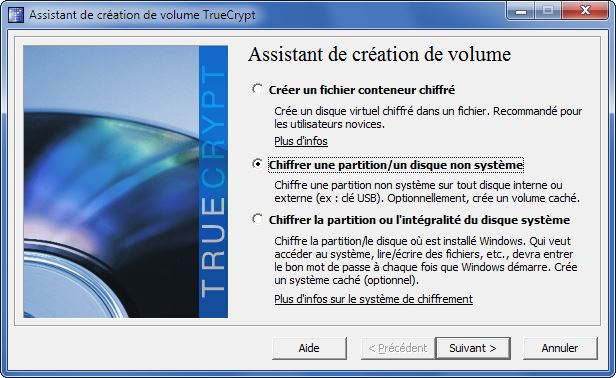 Assistant de création de volume TrueCrypt
TRUECRYPT
Assistant de création de volume
Créer un fichier conteneur chiffré
Crée un disque virtuel chiffré dans un fichier. Recommandé pour
les utilisateurs novices.
Plus d'infos
Chiffrer une partition/un disque non système
Chiffre une partition non système sur tout disque interne ou
externe (ex : clé USB). Optionnellement, crée un volume caché.
Chiffrer la partition ou l'intégralité du disque système
Chiffre la partition/le disque où est installé Windows. Qui veut
accéder au système, lire/écrire des fichiers, etc., devra entrer
le bon mot de passe à chaque fois que Windows démarre. Crée
un système caché (optionnel).
Plus d'infos sur le système de chiffrement
Aide
< Précédent
Suivant >
Annuler